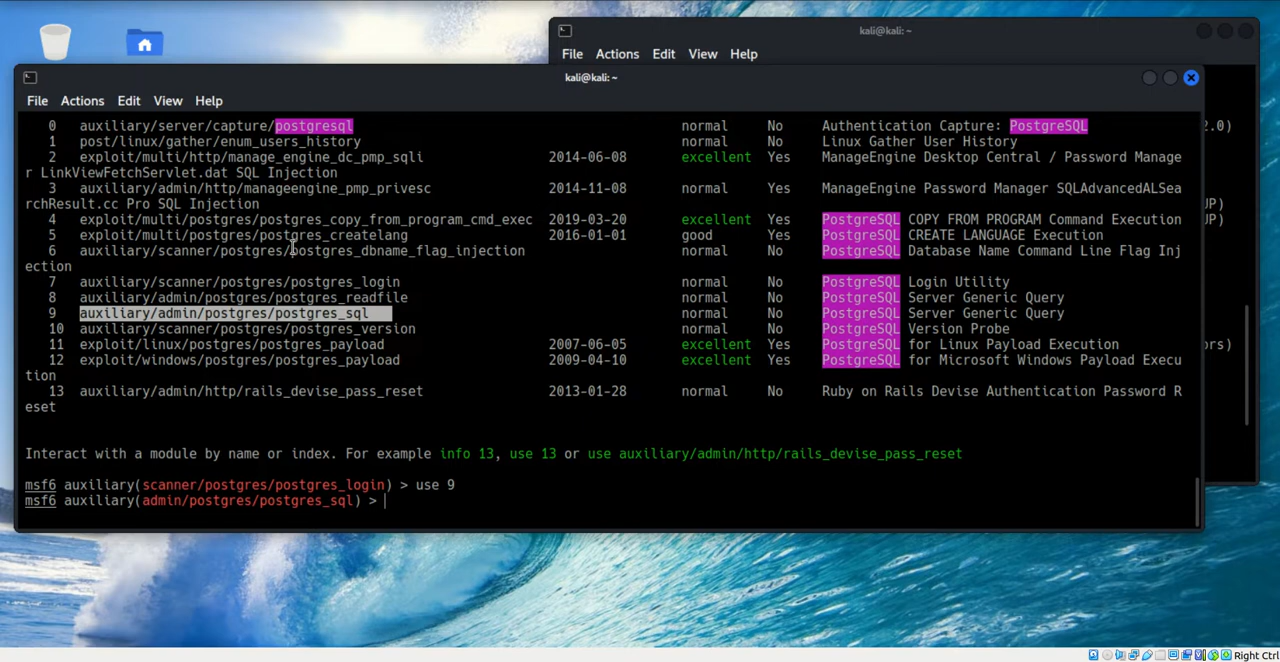 kali@kali: ~
File Actions Edit View Help
kali@kali: ~
File Actions Edit View Help
0 auxiliary/server/capture/postgresql normal No Authentication Capture: PostgreSQL
1 post/linux/gather/enum_users_history normal No Linux Gather User History
2 exploit/multi/http/manage_engine_dc_pmp_sqli 2014-06-08 excellent Yes ManageEngine Desktop Central / Password Manage
r LinkViewFetchServlet.dat SQL Injection
3 auxiliary/admin/http/manageengine_pmp_privesc 2014-11-08 normal Yes ManageEngine Password Manager SQLAdvancedALSea
rchResult.cc Pro SQL Injection
4 exploit/multi/postgres/postgres_copy_from_program_cmd_exec 2019-03-20 excellent Yes PostgreSQL COPY FROM PROGRAM Command Execution
5 exploit/multi/postgres/postgres_createlang 2016-01-01 good Yes PostgreSQL CREATE LANGUAGE Execution
6 auxiliary/scanner/postgres/postgres_dbname_flag_injection normal No PostgreSQL Database Name Command Line Flag Inj
ection
7 auxiliary/scanner/postgres/postgres_login normal No PostgreSQL Login Utility
8 auxiliary/admin/postgres/postgres_readfile normal No PostgreSQL Server Generic Query
9 auxiliary/admin/postgres/postgres_sql normal No PostgreSQL Server Generic Query
10 auxiliary/scanner/postgres/postgres_version normal No PostgreSQL Version Probe
11 exploit/linux/postgres/postgres_payload 2007-06-05 excellent Yes PostgreSQL for Linux Payload Execution
12 exploit/windows/postgres/postgres_payload 2009-04-10 excellent Yes PostgreSQL for Microsoft Windows Payload Execu
tion
13 auxiliary/admin/http/rails_devise_pass_reset 2013-01-28 normal No Ruby on Rails Devise Authentication Password R
eset
Interact with a module by name or index. For example info 13, use 13 or use auxiliary/admin/http/rails_devise_pass_reset
msf6 auxiliary(scanner/postgres/postgres_login) > use 9
msf6 auxiliary(admin/postgres/postgres_sql) >
2.0)
UP)
UP)
ors)
Right Ctrl